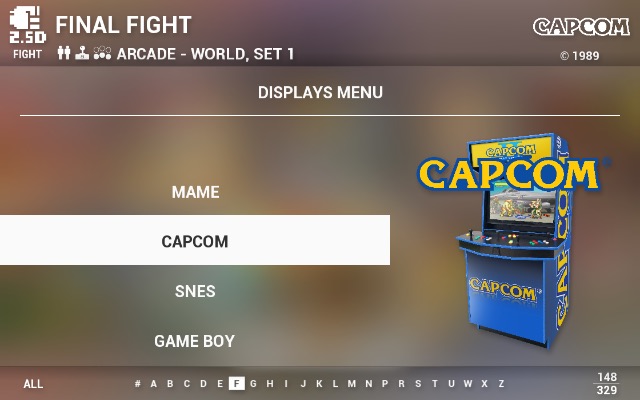 FINAL FIGHT
CAPCOM
2.5D
FIGHT
ARCADE - WORLD, SET 1
© 1989
DISPLAYS MENU
MAME
CAPCOM
SNES
GAME BOY
CAPCOM
CAPCOM
CAPCOM
CAPCOM
ALL
# A B C D E F G H I J K L M N O P R S T U V W X Z
148
329